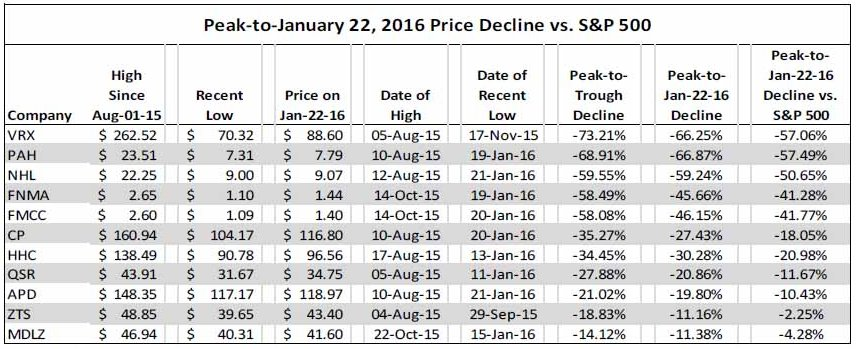 Peak-to-January 22, 2016 Price Decline vs. S&P 500
Peak-to-
High Date of Peak-to- Peak-to- Jan-22-16
Since Recent Price on Date of Recent Trough Jan-22-16 Decline vs.
Company Aug-01-15 Low Jan-22-16 High Low Decline Decline S&P 500
VRX $ 262.52 $ 70.32 $ 88.60 05-Aug-15 17-Nov-15 -73.21% -66.25% -57.06%
PAH $ 23.51 $ 7.31 $ 7.79 10-Aug-15 19-Jan-16 -68.91% -66.87% -57.49%
NHL $ 22.25 $ 9.00 $ 9.07 12-Aug-15 21-Jan-16 -59.55% -59.24% -50.65%
FNMA $ 2.65 $ 1.10 $ 1.44 14-Oct-15 19-Jan-16 -58.49% -45.66% -41.28%
FMCC $ 2.60 $ 1.09 $ 1.40 14-Oct-15 20-Jan-16 -58.08% -46.15% -41.77%
CP $ 160.94 $ 104.17 $ 116.80 10-Aug-15 20-Jan-16 -35.27% -27.43% -18.05%
HHC $ 138.49 $ 90.78 $ 96.56 17-Aug-15 13-Jan-16 -34.45% -30.28% -20.98%
QSR $ 43.91 $ 31.67 $ 34.75 05-Aug-15 11-Jan-16 -27.88% -20.86% -11.67%
APD $ 148.35 $ 117.17 $ 118.97 10-Aug-15 21-Jan-16 -21.02% -19.80% -10.43%
ZTS $ 48.85 $ 39.65 $ 43.40 04-Aug-15 29-Sep-15 -18.83% -11.16% -2.25%
MDLZ $ 46.94 $ 40.31 $ 41.60 22-Oct-15 15-Jan-16 -14.12% -11.38% -4.28%